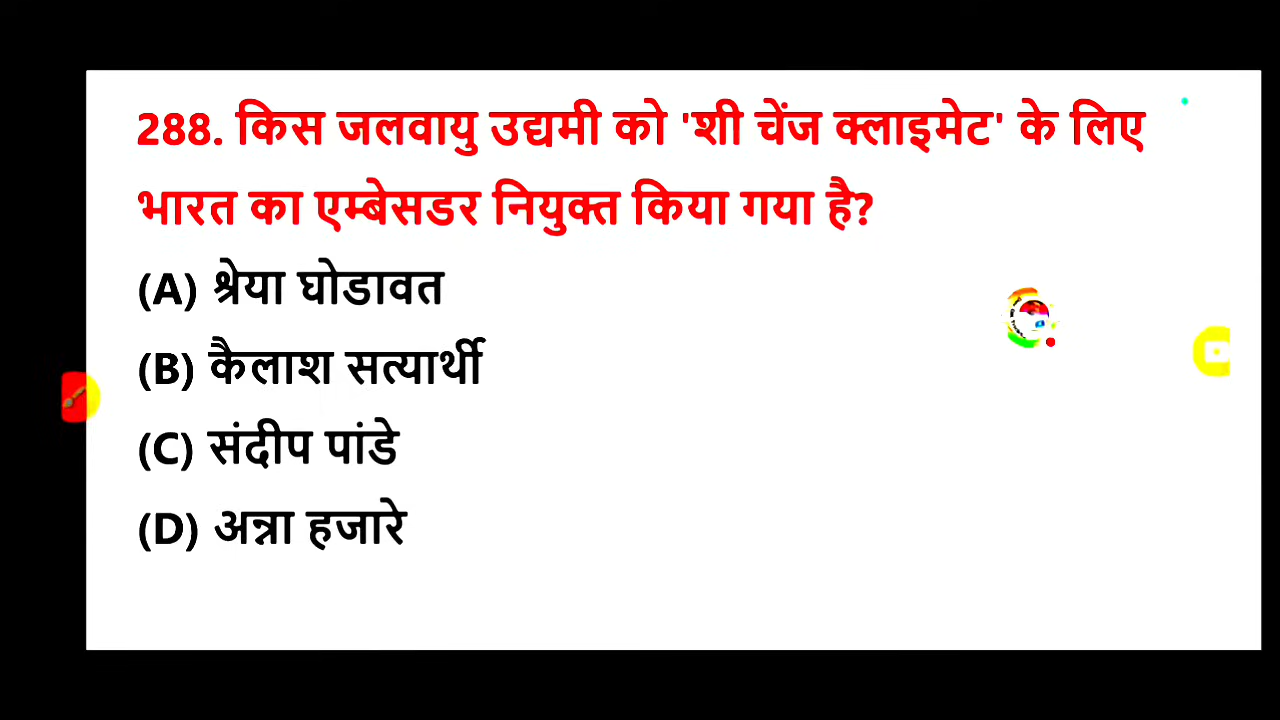 288. किस जलवायु उद्यमी को 'शी चेंज क्लाइमेट' के लिए
भारत का एम्बेसडर नियुक्त किया गया है?
(A) श्रेया घोडावत
(B) कैलाश सत्यार्थी
(C) संदीप पांडे
(D) अन्ना हजारे